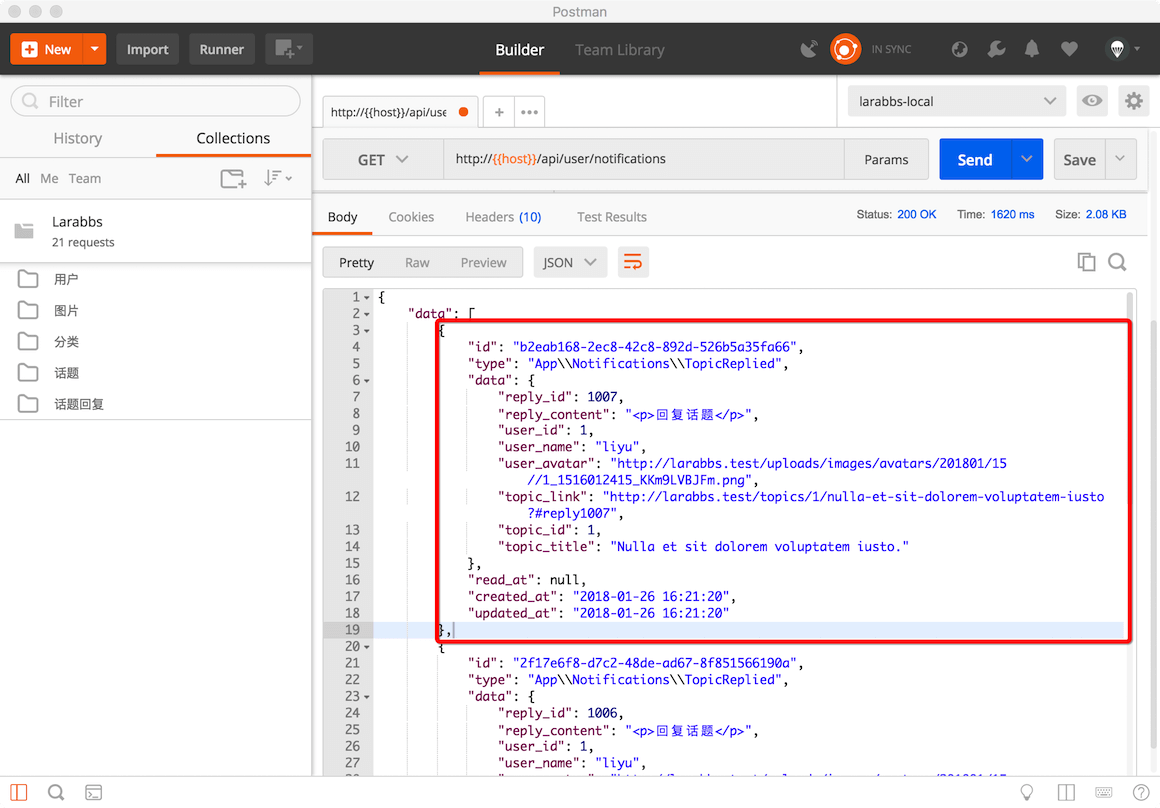 Postman
New
Import
Runner
Builder
Team Library
IN SYNC
Filter
History
Collections
All Me Team
Larabbs
21 requests
用户
图片
分类
话题
话题回复
http://{{host}}/api/use
larabbs-local
GET
http://{{host}}/api/user/notifications
Params
Send
Save
Body
Cookies
Headers (10)
Test Results
Status: 200 OK
Time: 1620 ms
Size: 2.08 KB
Pretty
Raw
Preview
JSON
1 {
2 "data": [
3 {
4 "id": "b2eab168-2ec8-42c8-892d-526b5a35fa66",
5 "type": "App\\Notifications\\TopicReplied",
6 "data": {
7 "reply_id": 1007,
8 "reply_content": "<p>回复话题</p>",
9 "user_id": 1,
10 "user_name": "liyu",
11 "user_avatar": "http://larabbs.test/uploads/images/avatars/201801/15
//1_1516012415_KKm9LVBJFm.png",
12 "topic_link": "http://larabbs.test/topics/1/nulla-et-sit-dolorem-voluptatem-iusto
?#reply1007",
13 "topic_id": 1,
14 "topic_title": "Nulla et sit dolorem voluptatem iusto."
15 },
16 "read_at": null,
17 "created_at": "2018-01-26 16:21:20",
18 "updated_at": "2018-01-26 16:21:20"
19 },
20 {
21 "id": "2f17e6f8-d7c2-48de-ad67-8f851566190a",
22 "type": "App\\Notifications\\TopicReplied",
23 "data": {
24 "reply_id": 1006,
25 "reply_content": "<p>回复话题</p>",
26 "user_id": 1,
27 "user_name": "liyu",